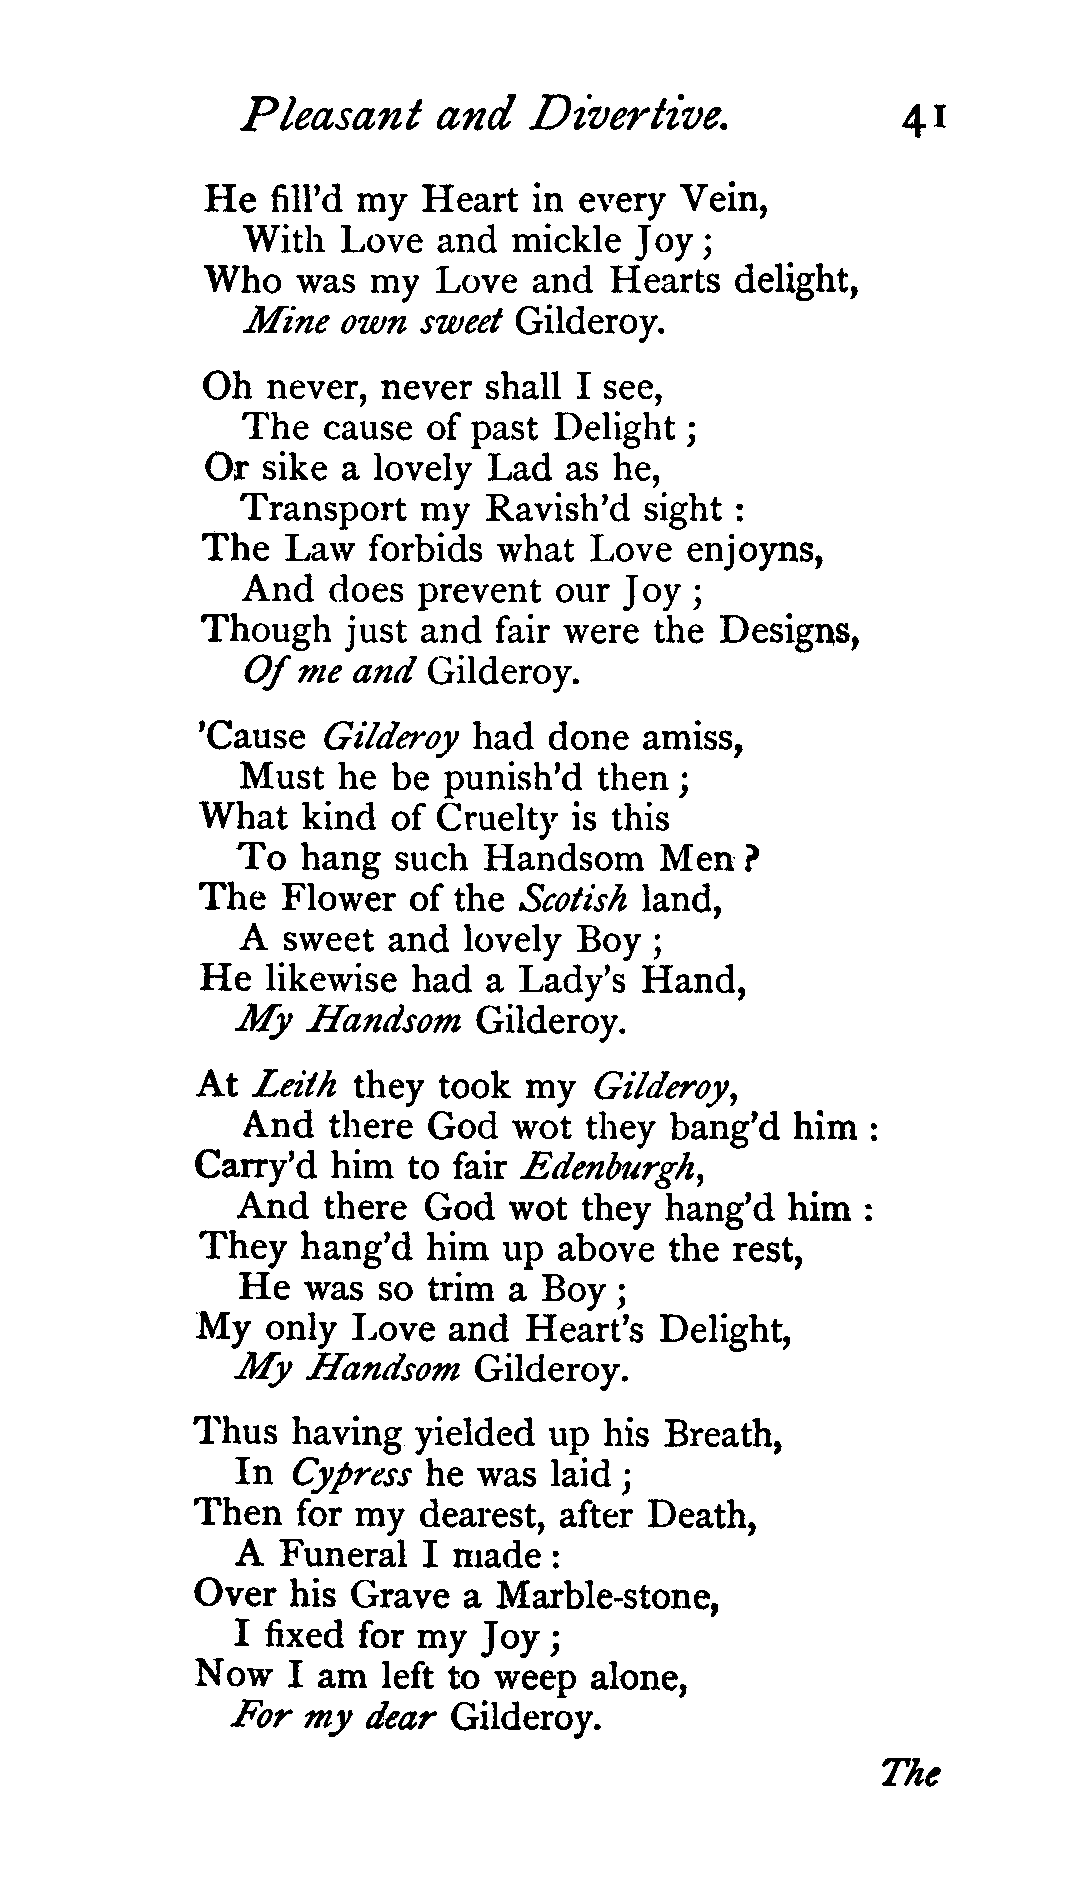 Pleasant and Divertive. 41
He fill'd my Heart in every Vein,
With Love and mickle Joy ;
Who was my Love and Hearts delight,
Mine own sweet Gilderoy.
Oh never, never shall I see,
The cause of past Delight ;
Or sike a lovely Lad as he,
Transport my Ravish'd sight :
The Law forbids what Love enjoyns,
And does prevent our Joy ;
Though just and fair were the Designs,
Of me and Gilderoy.
'Cause Gilderoy had done amiss,
Must he be punish'd then ;
What kind of Cruelty is this
To hang such Handsom Men ?
The Flower of the Scotish land,
A sweet and lovely Boy ;
He likewise had a Lady's Hand,
My Handsom Gilderoy.
At Leith they took my Gilderoy,
And there God wot they bang'd him :
Carry'd him to fair Edenburgh,
And there God wot they hang'd him :
They hang'd him up above the rest,
He was so trim a Boy ;
My only Love and Heart's Delight,
My Handsom Gilderoy.
Thus having yielded up his Breath,
In Cypress he was laid ;
Then for my dearest, after Death,
A Funeral I made :
Over his Grave a Marble-stone,
I fixed for my Joy ;
Now I am left to weep alone,
For my dear Gilderoy.
The